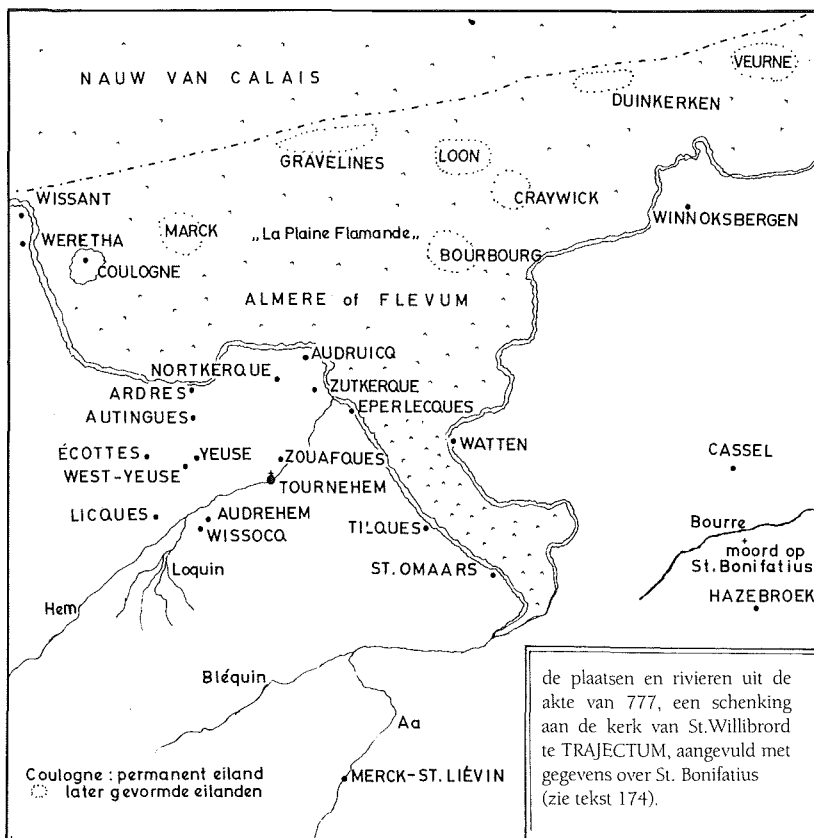 VEURNE
NAUW VAN CALAIS
DUINKERKEN
GRAVELINES
LOON
CRAYWICK
WISSANT
WINNOKSBERGEN
MARCK
„La Plaine Flamande„
WERETHA
BOURBOURG
COULOGNE
ALMERE of FLEVUM
AUDRUICQ
NORTKERQUE
ARDRES
ZUTKERQUE
EPERLECQUES
AUTINGUES
WATTEN
ÉCOTTES
YEUSE
ZOUAFQUES
CASSEL
WEST-YEUSE
TOURNEHEM
LICQUES
AUDREHEM
WISSOCQ
TILQUES
Bourre
moord op
St. Bonifatius
Loquin
ST. OMAARS
HAZEBROEK
Hem
Bléquin
Aa
de plaatsen en rivieren uit de
akte van 777, een schenking
aan de kerk van St.Willibrord
te TRAJECTUM, aangevuld met
gegevens over St. Bonifatius
(zie tekst 174).
Coulogne : permanent eiland
later gevormde eilanden
MERCK-ST. LIÉVIN